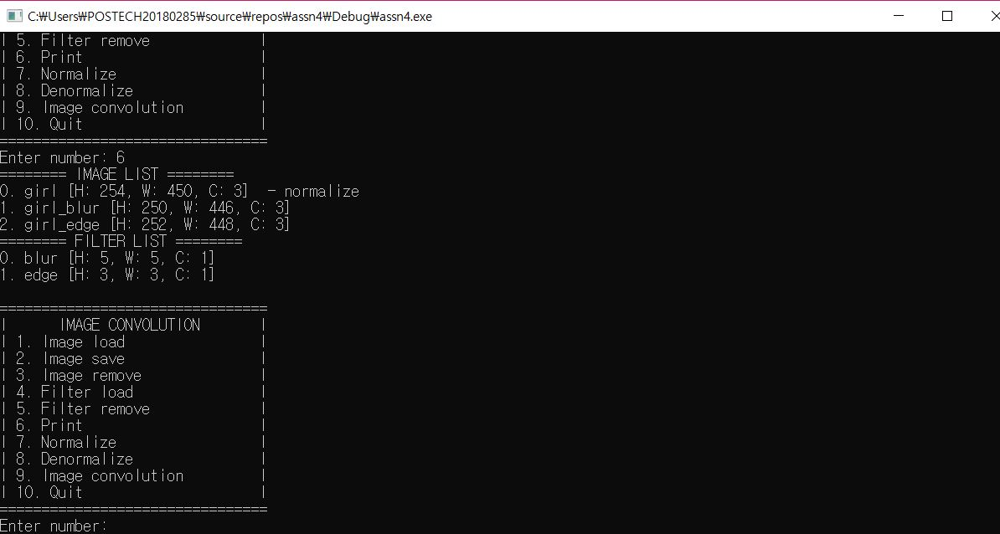 C:₩Users₩POSTECH20180285₩source₩repos₩assn4₩Debug₩assn4.exe
| 5. Filter remove |
| 6. Print |
| 7. Normalize |
| 8. Denormalize |
| 9. Image convolution |
| 10. Quit |
================================
Enter number: 6
======== IMAGE LIST ========
0. girl [H: 254, W: 450, C: 3]  - normalize
1. girl_blur [H: 250, W: 446, C: 3]
2. girl_edge [H: 252, W: 448, C: 3]
======== FILTER LIST ========
0. blur [H: 5, W: 5, C: 1]
1. edge [H: 3, W: 3, C: 1]
================================
| IMAGE CONVOLUTION |
| 1. Image load |
| 2. Image save |
| 3. Image remove |
| 4. Filter load |
| 5. Filter remove |
| 6. Print |
| 7. Normalize |
| 8. Denormalize |
| 9. Image convolution |
| 10. Quit |
================================
Enter number: